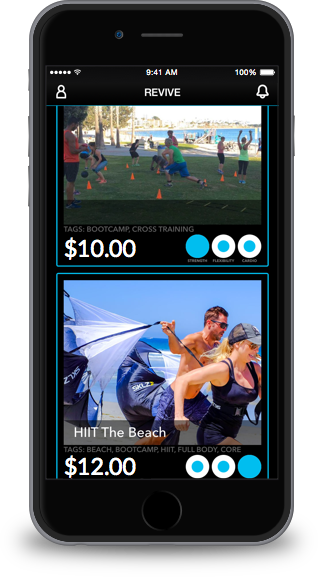 9:41 AM 100%
REVIVE
TAGS: BOOTCAMP, CROSS TRAINING
$10.00
STRENGTH FLEXIBILITY CARDIO
SKLZ
SKLZ
HIIT The Beach
TAGS: BEACH, BOOTCAMP, HIIT, FULL BODY, CORE
$12.00